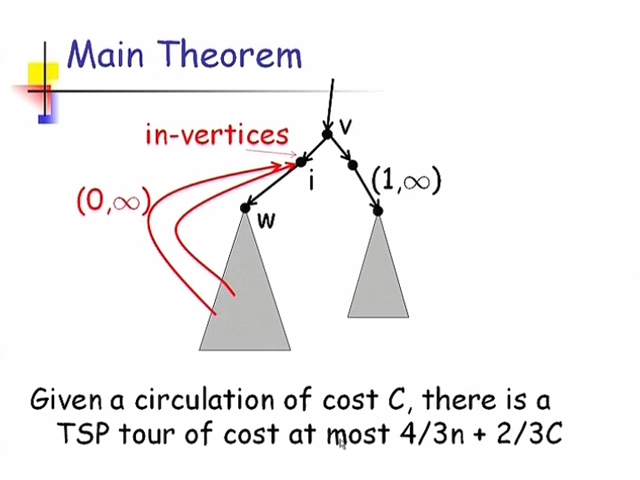 Main Theorem
v
in-vertices
i
(1,∞)
(0,∞)
w
Given a circulation of cost C, there is a
TSP tour of cost at most 4/3n + 2/3C